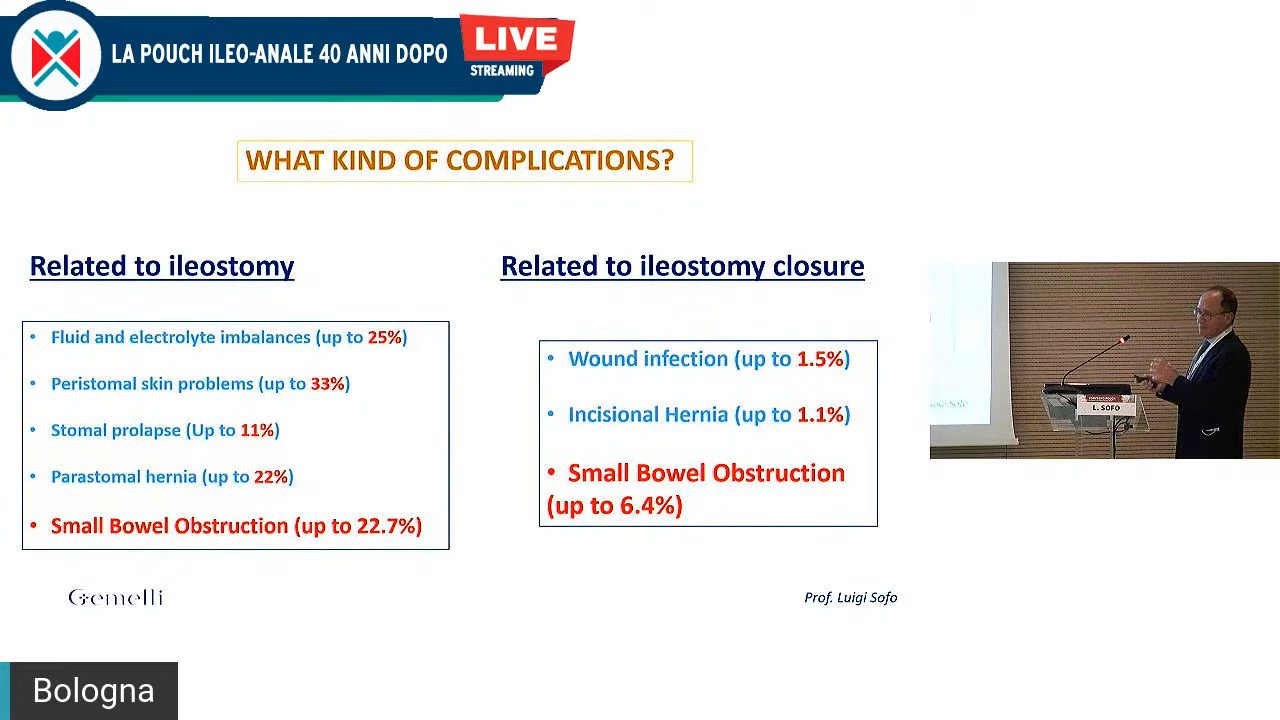 LA POUCH ILEO-ANALE 40 ANNI DOPO
LIVE
STREAMING
WHAT KIND OF COMPLICATIONS?
Related to ileostomy
• Fluid and electrolyte imbalances (up to 25%)
• Peristomal skin problems (up to 33%)
• Stomal prolapse (Up to 11%)
• Parastomal hernia (up to 22%)
• Small Bowel Obstruction (up to 22.7%)
Related to ileostomy closure
• Wound infection (up to 1.5%)
• Incisional Hernia (up to 1.1%)
• Small Bowel Obstruction
(up to 6.4%)
L. SOFO
Gemelli
Prof. Luigi Sofo
Bologna